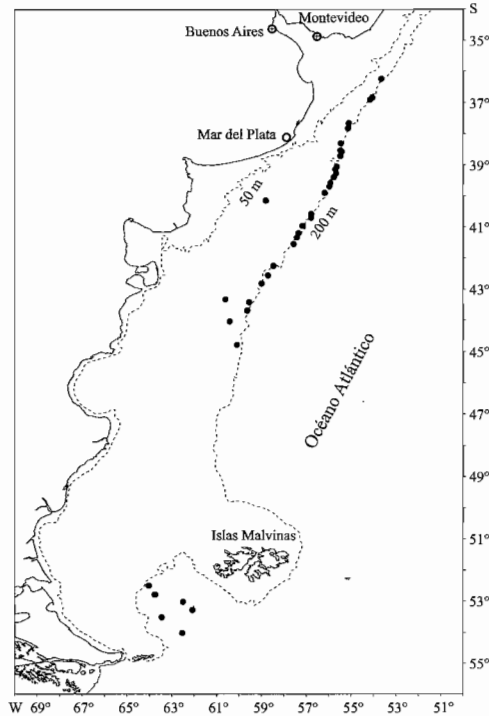 S
Montevideo
Buenos Aires
35°
37°
Mar del Plata
39°
50 m
200 m
41°
43°
45°
Océano Atlántico
47°
49°
Islas Malvinas
51°
53°
55°
W 69° 67° 65° 63° 61° 59° 57° 55° 53° 51°